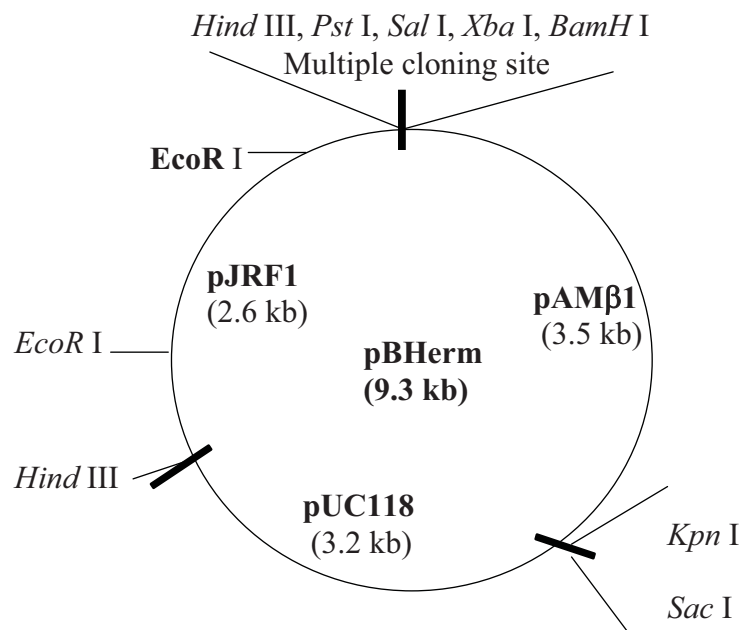 Hind III, Pst I, Sal I, Xba I, BamH I
Multiple cloning site
EcoR I
pJRF1
(2.6 kb)
pAMβ1
(3.5 kb)
EcoR I
pBHerm
(9.3 kb)
Hind III
pUC118
(3.2 kb)
Kpn I
Sac I